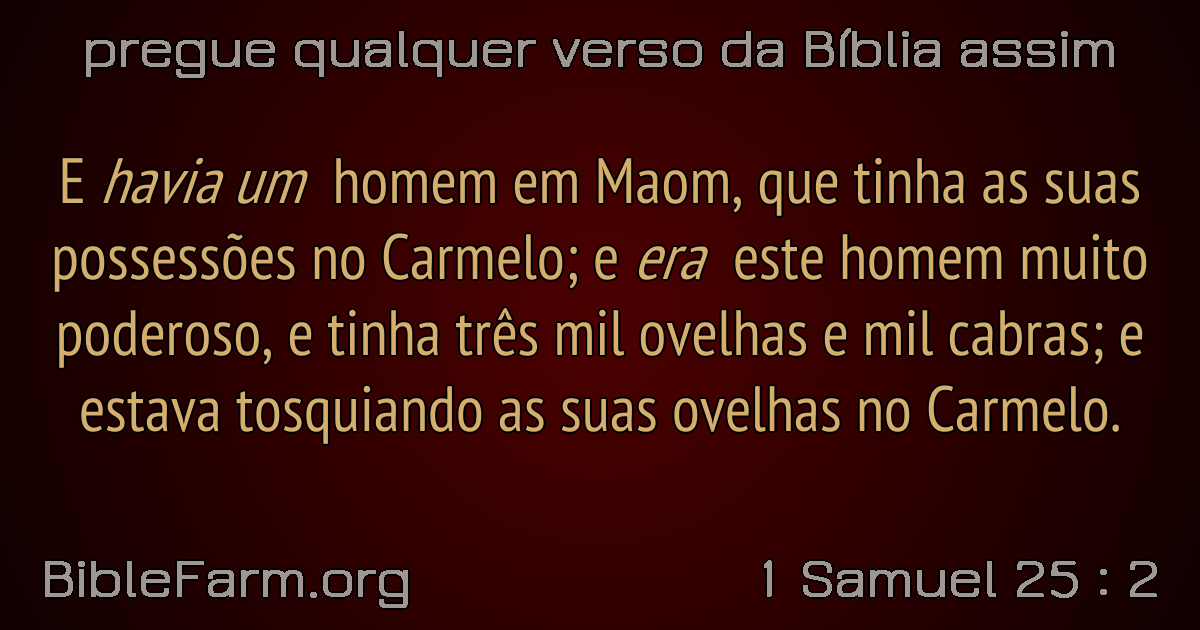 pregue qualquer verso da Bíblia assim
E havia um homem em Maom, que tinha as suas
possessões no Carmelo; e era este homem muito
poderoso, e tinha três mil ovelhas e mil cabras; e
estava tosquiando as suas ovelhas no Carmelo.
BibleFarm.org
1 Samuel 25 : 2